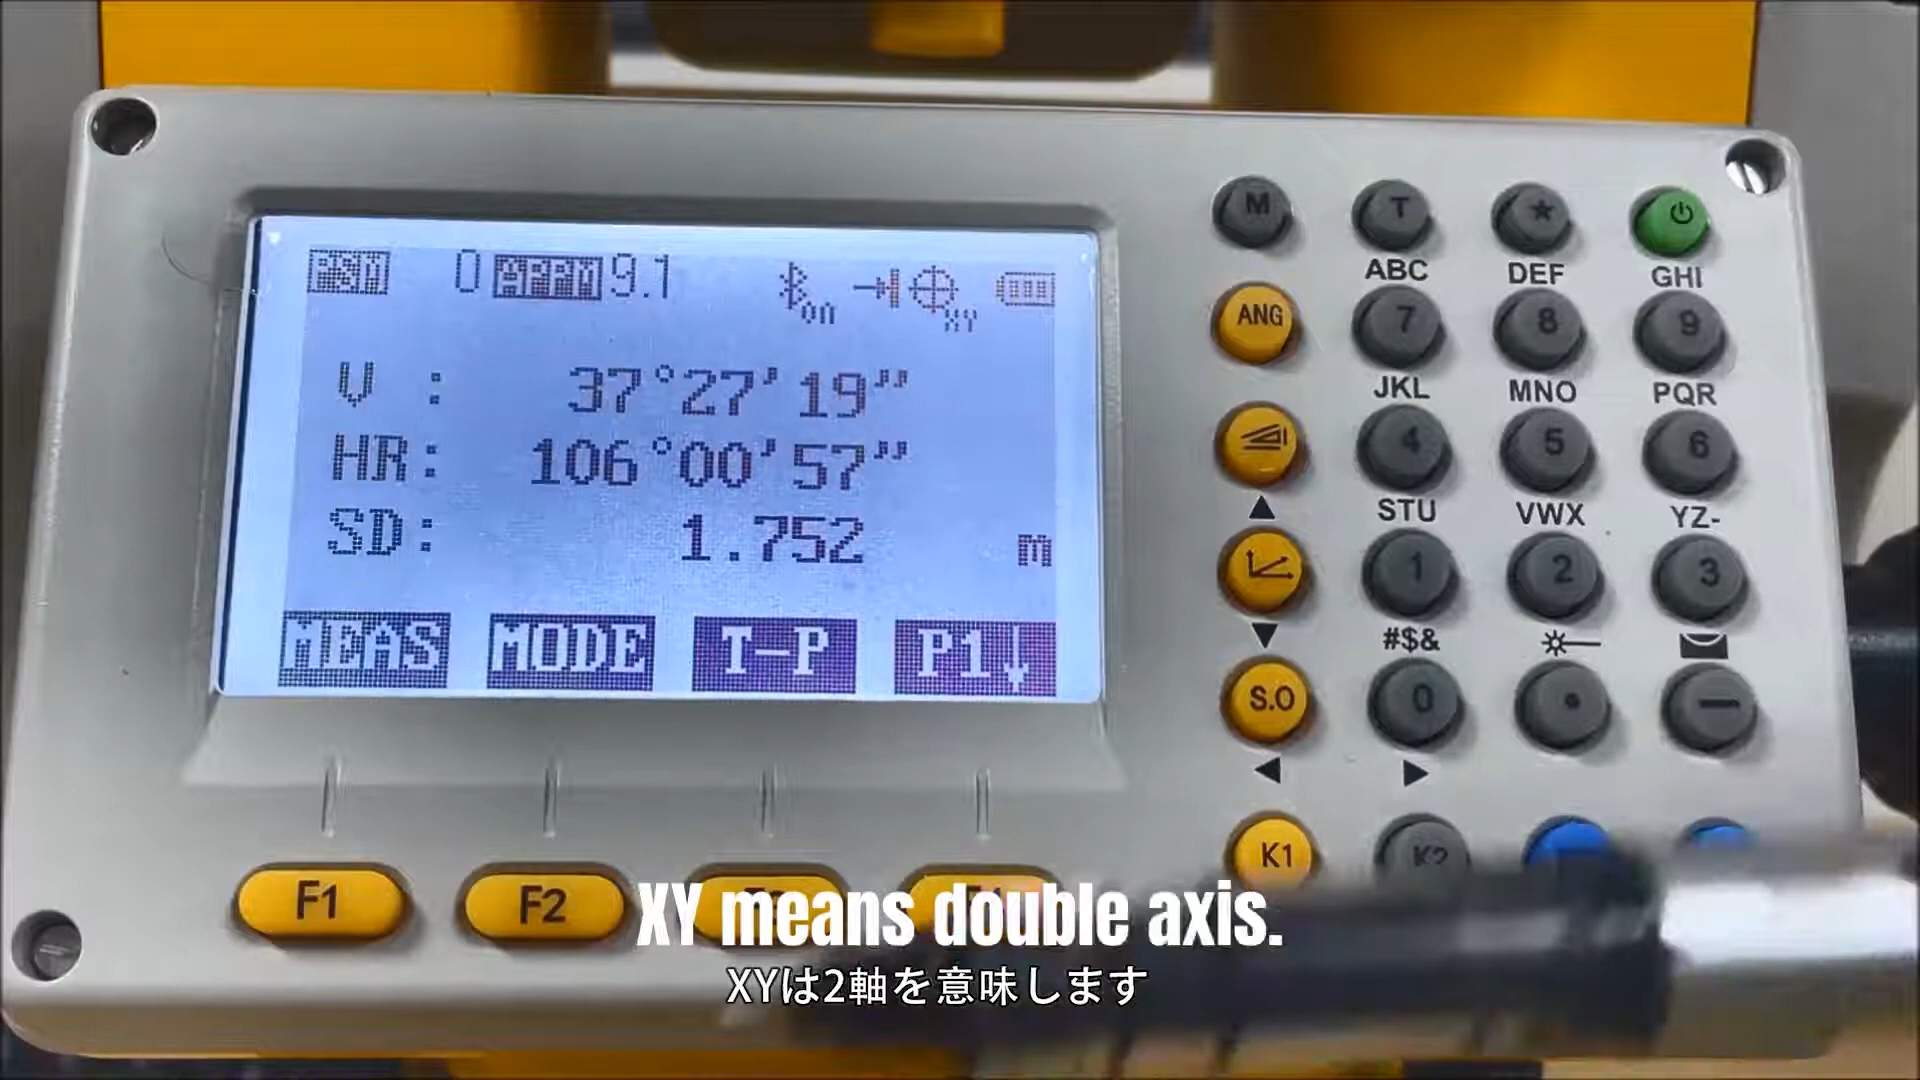 PSM 0 APPM 9.1 on XY
V : 37°27'19"
HR: 106°00'57"
SD: 1.752 m
MEAS MODE T-P P1↓
M T ★
ABC DEF GHI
ANG 7 8 9
JKL MNO PQR
4 5 6
STU VWX YZ-
1 2 3
#$&
S.O 0 • —
K1 K2
F1 F2
XY means double axis.
XYは2軸を意味します